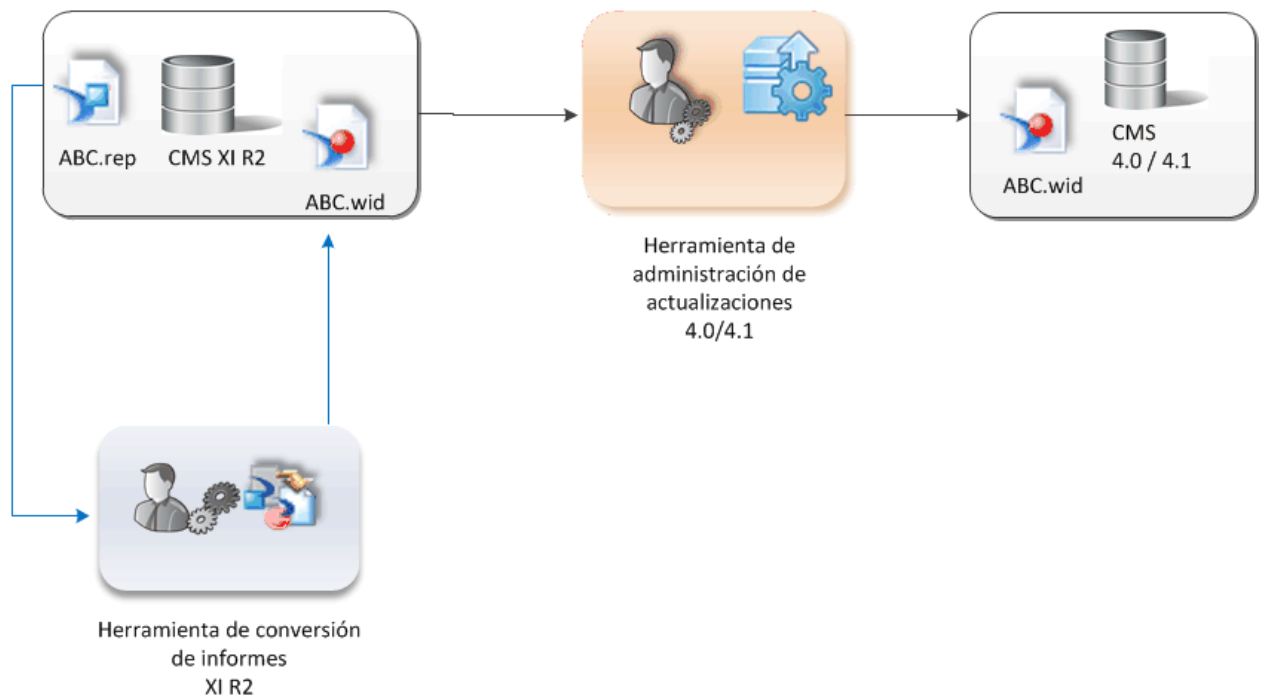 ABC.rep
CMS XI R2
ABC.wid
Herramienta de
administración de
actualizaciones
4.0/4.1
CMS
4.0 / 4.1
ABC.wid
Herramienta de conversión
de informes
XI R2